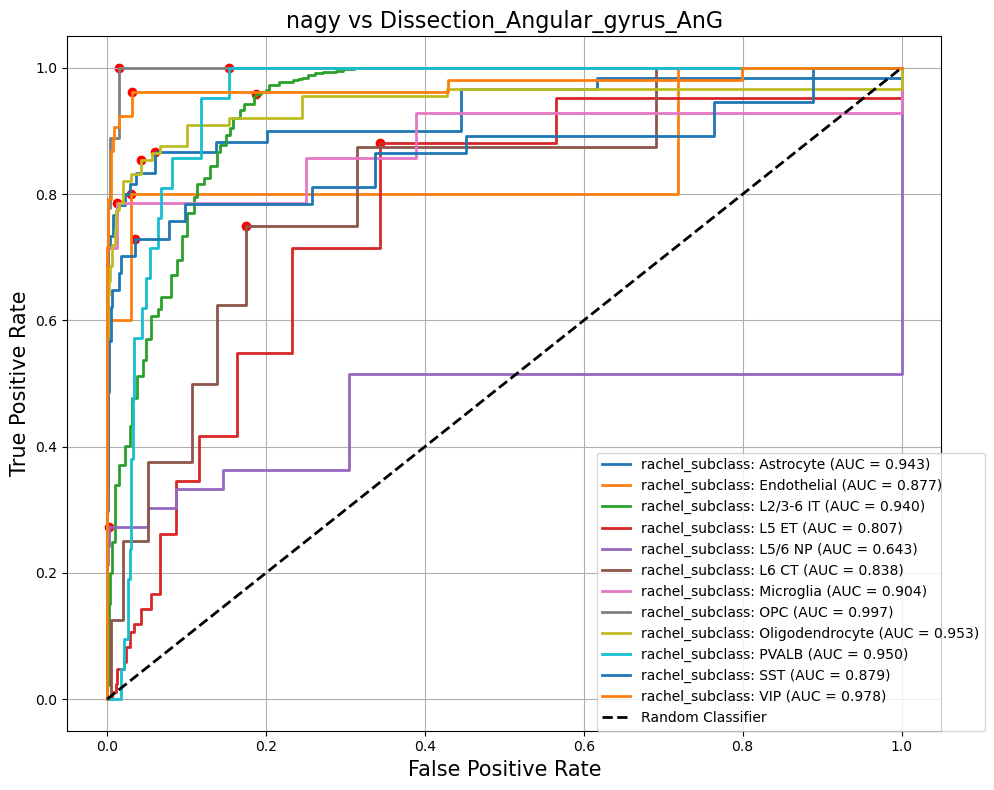 nagy vs Dissection_Angular_gyrus_AnG
True Positive Rate
1.0
0.8
0.6
0.4
0.2
0.0
rachel_subclass: Astrocyte (AUC = 0.943)
rachel_subclass: Endothelial (AUC = 0.877)
rachel_subclass: L2/3-6 IT (AUC = 0.940)
rachel_subclass: L5 ET (AUC = 0.807)
rachel_subclass: L5/6 NP (AUC = 0.643)
rachel_subclass: L6 CT (AUC = 0.838)
rachel_subclass: Microglia (AUC = 0.904)
rachel_subclass: OPC (AUC = 0.997)
rachel_subclass: Oligodendrocyte (AUC = 0.953)
rachel_subclass: PVALB (AUC = 0.950)
rachel_subclass: SST (AUC = 0.879)
rachel_subclass: VIP (AUC = 0.978)
Random Classifier
0.0 0.2 0.4 0.6 0.8 1.0
False Positive Rate